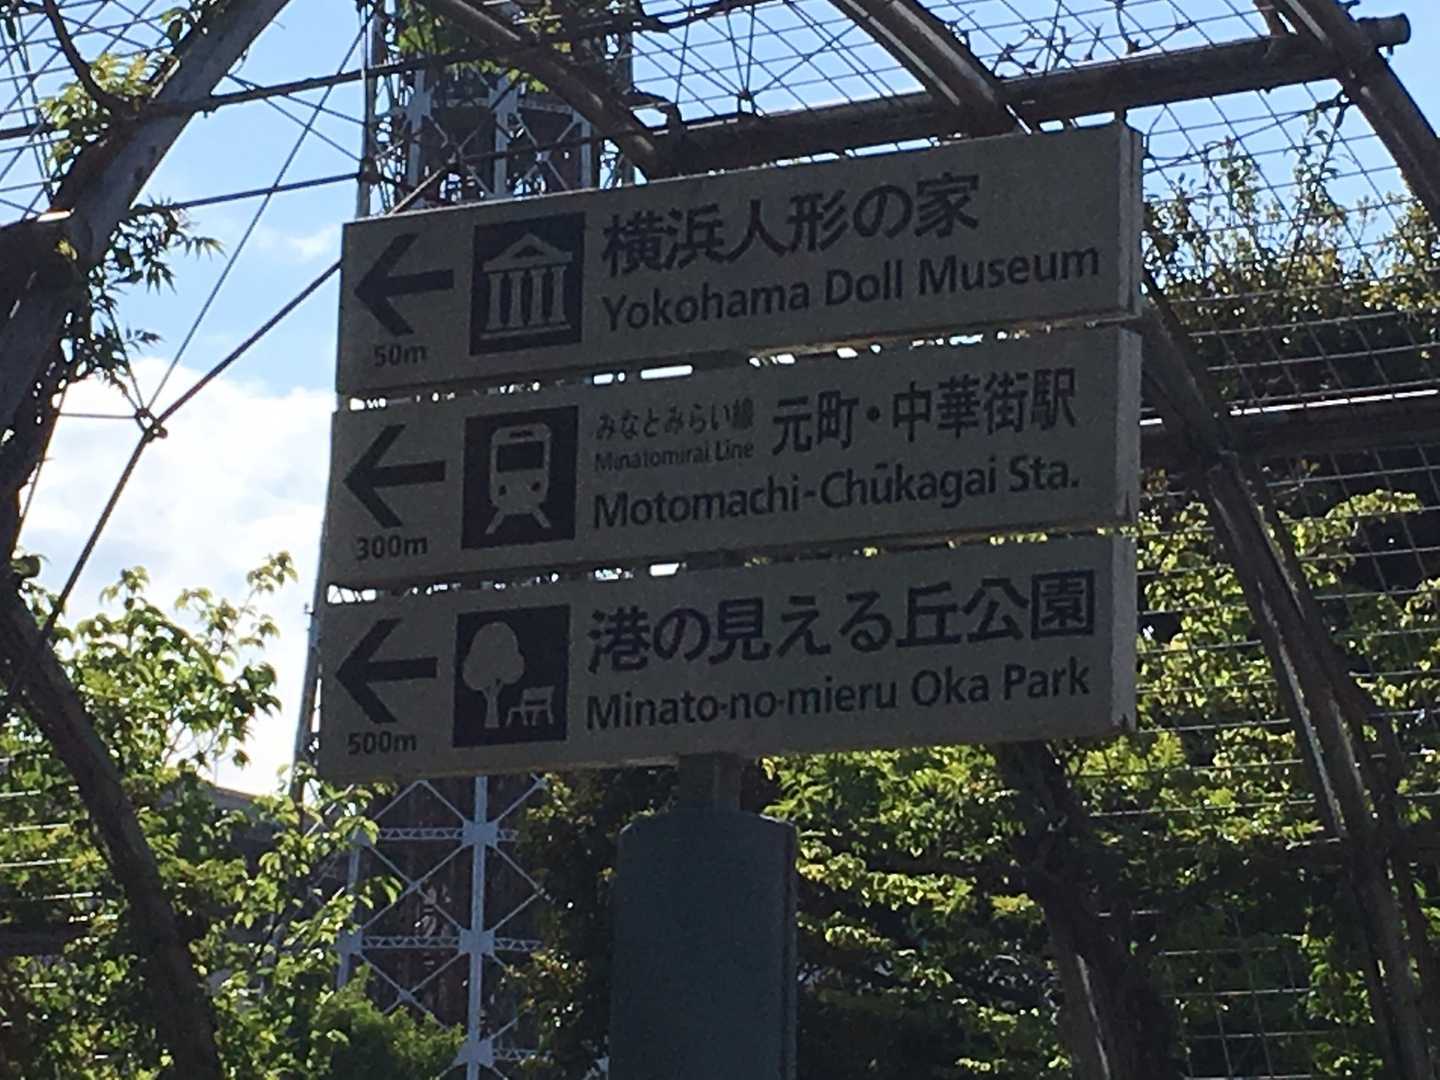 横浜人形の家
Yokohama Doll Museum
50m
みなとみらい線 元町・中華街駅
Minatomirai Line
Motomachi-Chūkagai Sta.
300m
港の見える丘公園
Minato-no-mieru Oka Park
500m